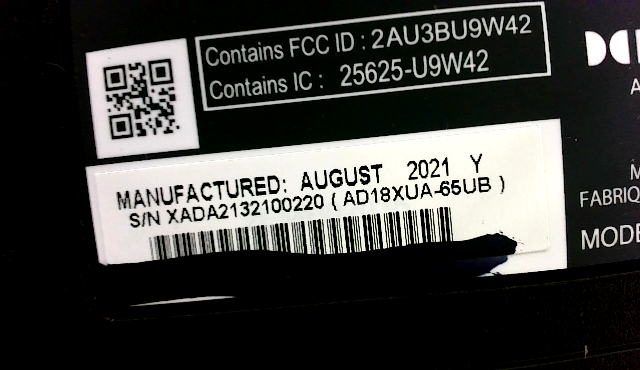 Contains FCC ID : 2AU3BU9W42
Contains IC : 25625-U9W42
MANUFACTURED: AUGUST 2021 Y
S/N XADA2132100220 ( AD18XUA-65UB )
A
M
FABRIQ
MODE